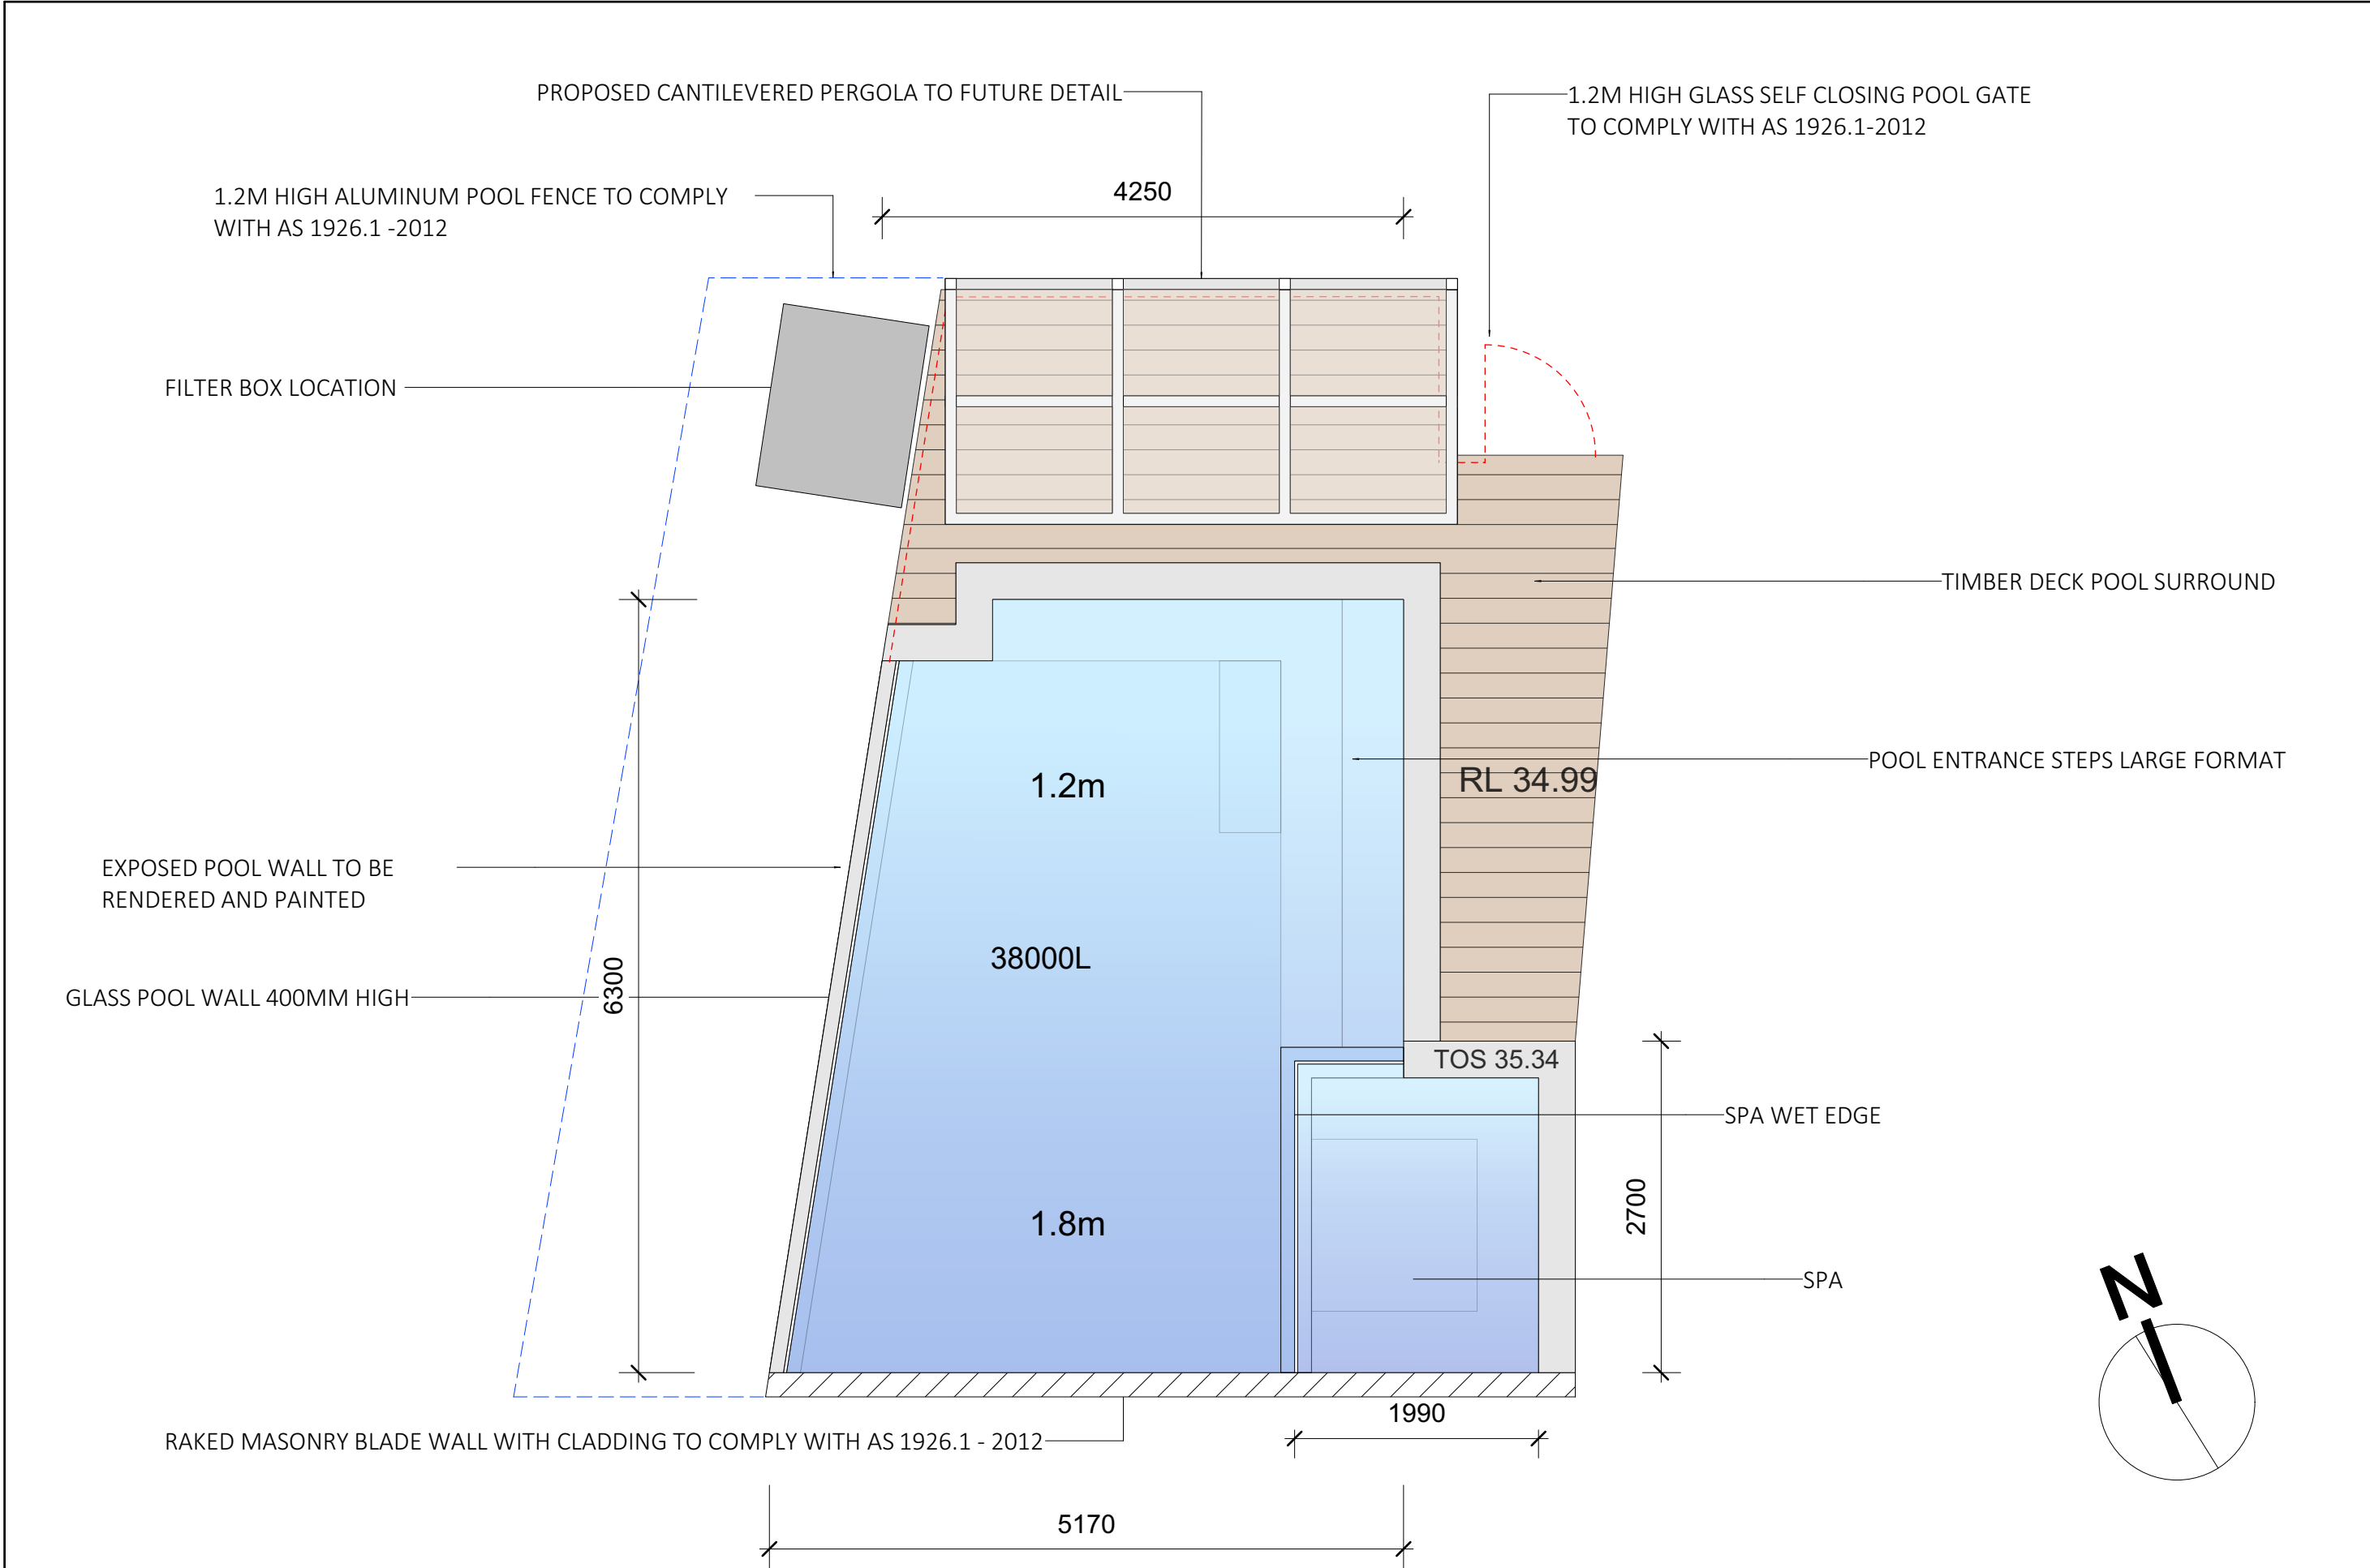 PROPOSED CANTILEVERED PERGOLA TO FUTURE DETAIL
1.2M HIGH GLASS SELF CLOSING POOL GATE
TO COMPLY WITH AS 1926.1-2012
1.2M HIGH ALUMINUM POOL FENCE TO COMPLY
WITH AS 1926.1 -2012
4250
FILTER BOX LOCATION
TIMBER DECK POOL SURROUND
POOL ENTRANCE STEPS LARGE FORMAT
1.2m
RL 34.99
EXPOSED POOL WALL TO BE
RENDERED AND PAINTED
38000L
GLASS POOL WALL 400MM HIGH
6300
TOS 35.34
SPA WET EDGE
2700
1.8m
SPA
N
1990
RAKED MASONRY BLADE WALL WITH CLADDING TO COMPLY WITH AS 1926.1 - 2012
5170